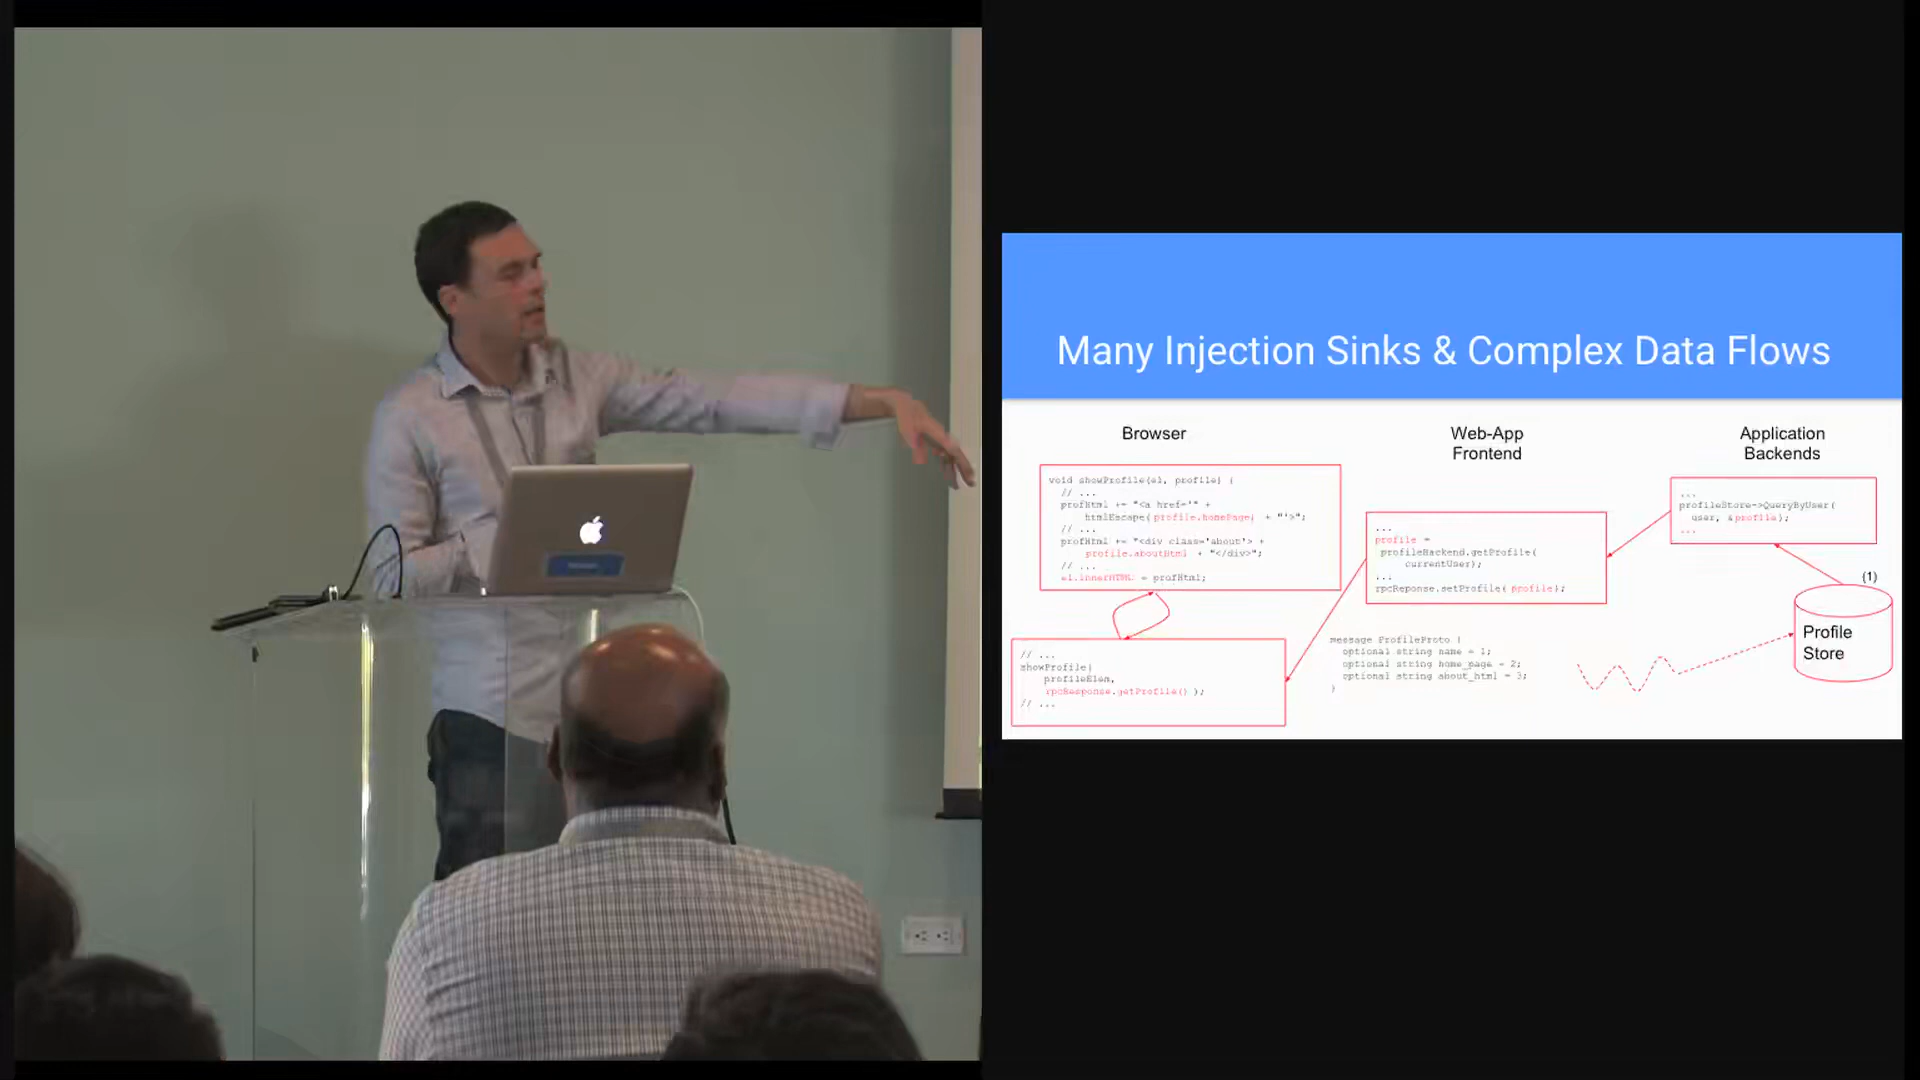 Many Injection Sinks & Complex Data Flows
Browser
Web-App
Frontend
Application
Backends
void showProfile(el, profile) {
// ...
profHtml += "<a href='" +
htmlEscape(profile.homePage) + "'>";
// ...
profHtml += "<div class='about'> +
profile.aboutHtml + "</div>";
// ...
el.innerHTML = profHtml;
// ...
showProfile(
profileElem,
rpcResponse.getProfile() );
// ...
...
profile =
profileBackend.getProfile(
currentUser);
...
rpcReponse.setProfile( profile);
message ProfileProto {
optional string name = 1;
optional string home_page = 2;
optional string about_html = 3;
}
...
profileStore->QueryByUser(
user, &profile);
...
(1)
Profile
Store